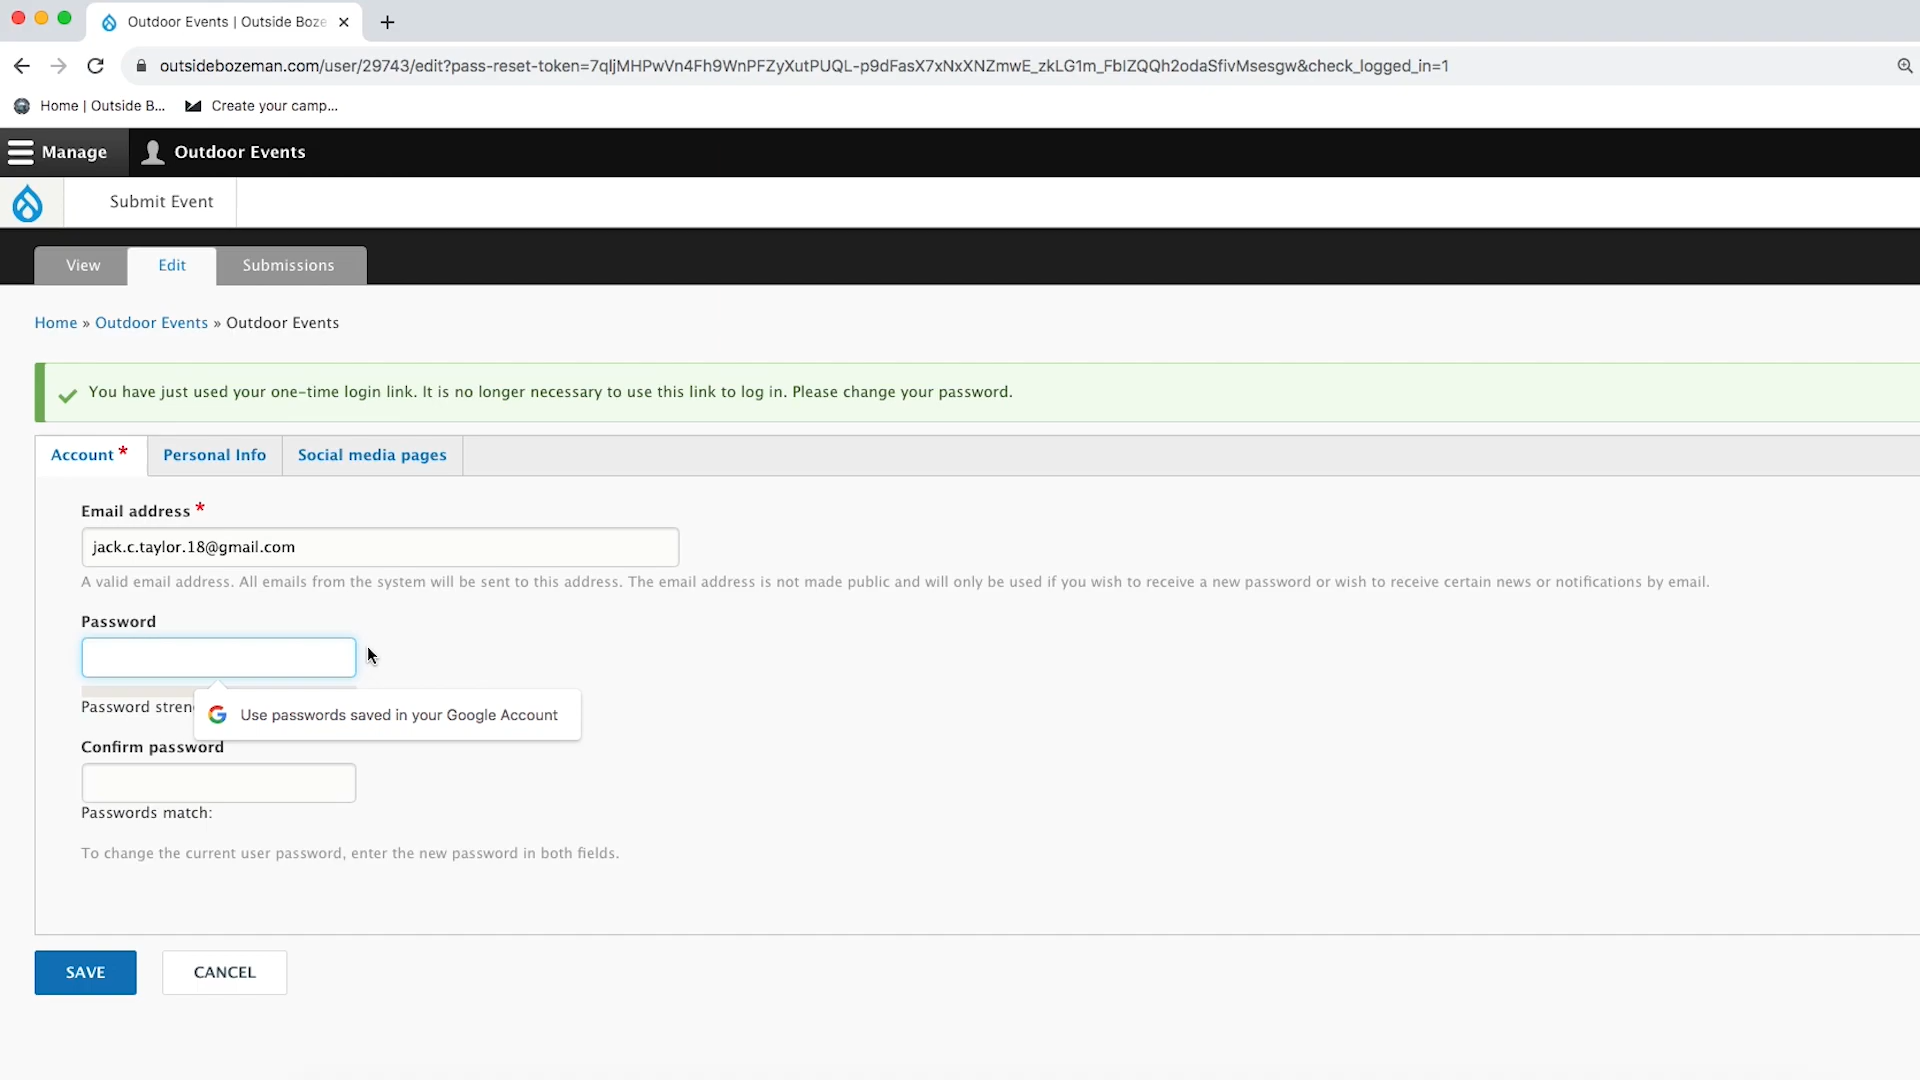 Outdoor Events | Outside Boze
outsidebozeman.com/user/29743/edit?pass-reset-token=7qIjMHPwVn4Fh9WnPFZyXutPUQL-p9dFasX7xNxXNZmwE_zkLG1m_FbIZQQh2odaSfivMsesgw&check_logged_in=1
Home | Outside B...
Create your camp...
Manage
Outdoor Events
Submit Event
View
Edit
Submissions
Home » Outdoor Events » Outdoor Events
You have just used your one-time login link. It is no longer necessary to use this link to log in. Please change your password.
Account *
Personal Info
Social media pages
Email address *
jack.c.taylor.18@gmail.com
A valid email address. All emails from the system will be sent to this address. The email address is not made public and will only be used if you wish to receive a new password or wish to receive certain news or notifications by email.
Password
Password stren
Use passwords saved in your Google Account
Confirm password
Passwords match:
To change the current user password, enter the new password in both fields.
SAVE
CANCEL